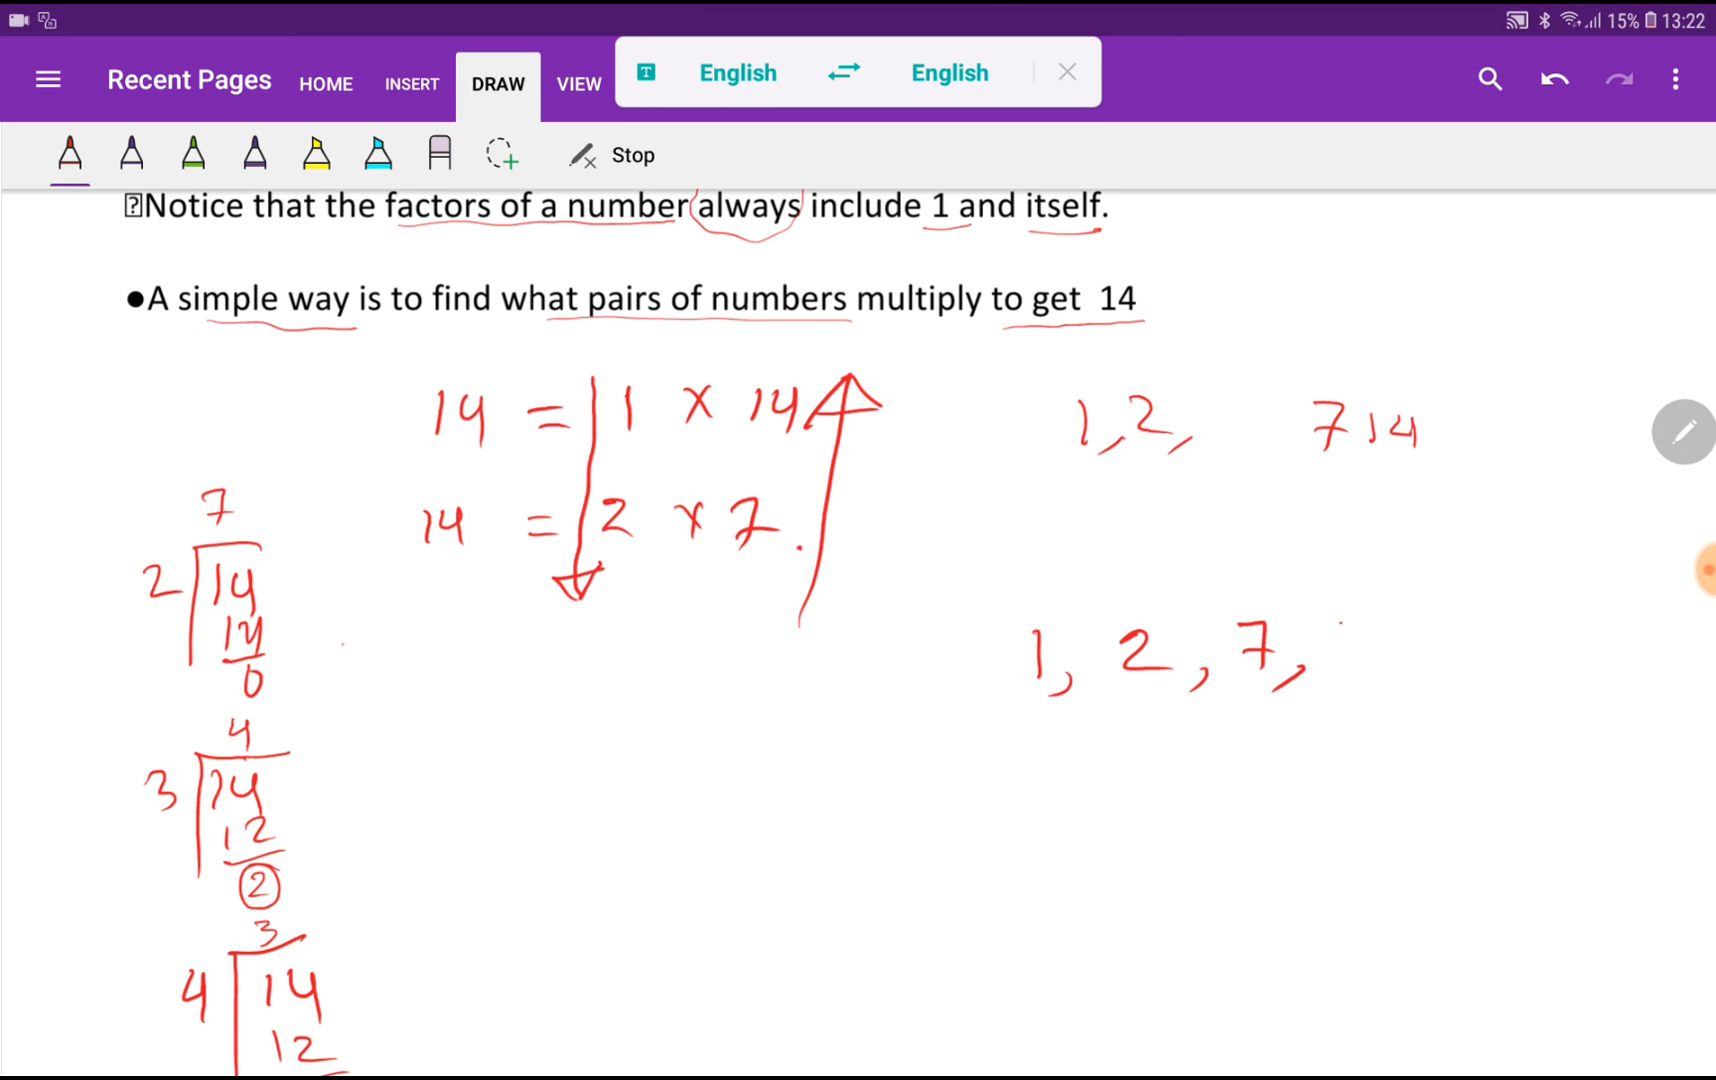 15% 13:22
Recent Pages HOME INSERT DRAW VIEW English English
Stop
Notice that the factors of a number always include 1 and itself.
●A simple way is to find what pairs of numbers multiply to get 14
14 = 1 × 14
1, 2, 7 14
14 = 2 × 7.
7
2 14
14
0
1, 2, 7,
4
3 14
12
2
3
4 14
12